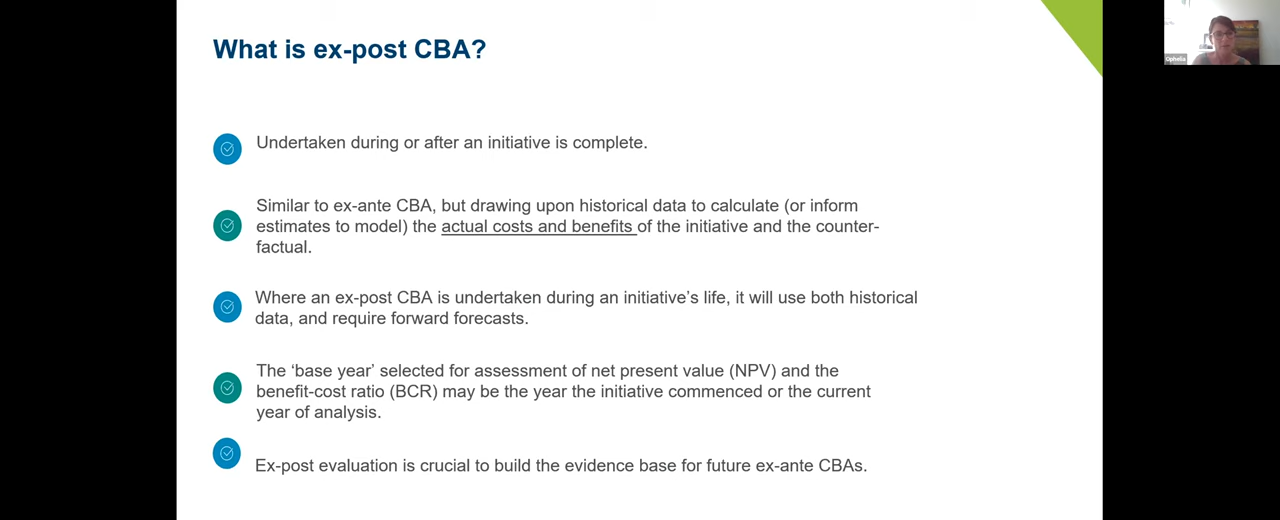 What is ex-post CBA?
Ophelia
Undertaken during or after an initiative is complete.
Similar to ex-ante CBA, but drawing upon historical data to calculate (or inform
estimates to model) the actual costs and benefits of the initiative and the counter-
factual.
Where an ex-post CBA is undertaken during an initiative’s life, it will use both historical
data, and require forward forecasts.
The ‘base year’ selected for assessment of net present value (NPV) and the
benefit-cost ratio (BCR) may be the year the initiative commenced or the current
year of analysis.
Ex-post evaluation is crucial to build the evidence base for future ex-ante CBAs.